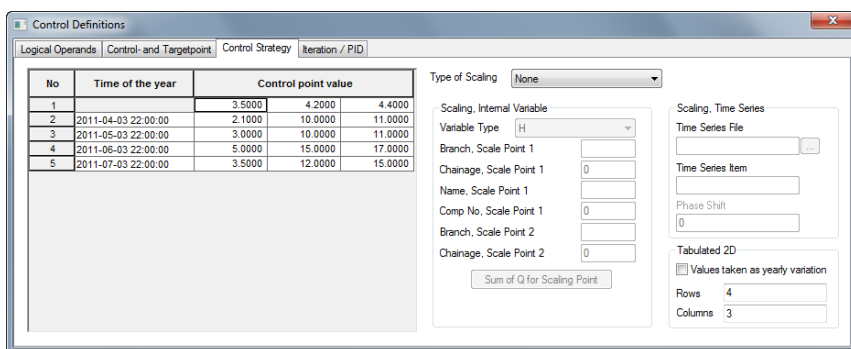 Control Definitions
Logical Operands Control- and Targetpoint Control Strategy Iteration / PID
No Time of the year Control point value
1 3.5000 4.2000 4.4000
2 2011-04-03 22:00:00 2.1000 10.0000 11.0000
3 2011-05-03 22:00:00 3.0000 10.0000 11.0000
4 2011-06-03 22:00:00 5.0000 15.0000 17.0000
5 2011-07-03 22:00:00 3.5000 12.0000 15.0000
Type of Scaling None
Scaling, Internal Variable
Variable Type H
Branch, Scale Point 1
Chainage, Scale Point 1 0
Name, Scale Point 1
Comp No, Scale Point 1 0
Branch, Scale Point 2
Chainage, Scale Point 2 0
Sum of Q for Scaling Point
Scaling, Time Series
Time Series File
...
Time Series Item
Phase Shift
0
Tabulated 2D
Values taken as yearly variation
Rows 4
Columns 3